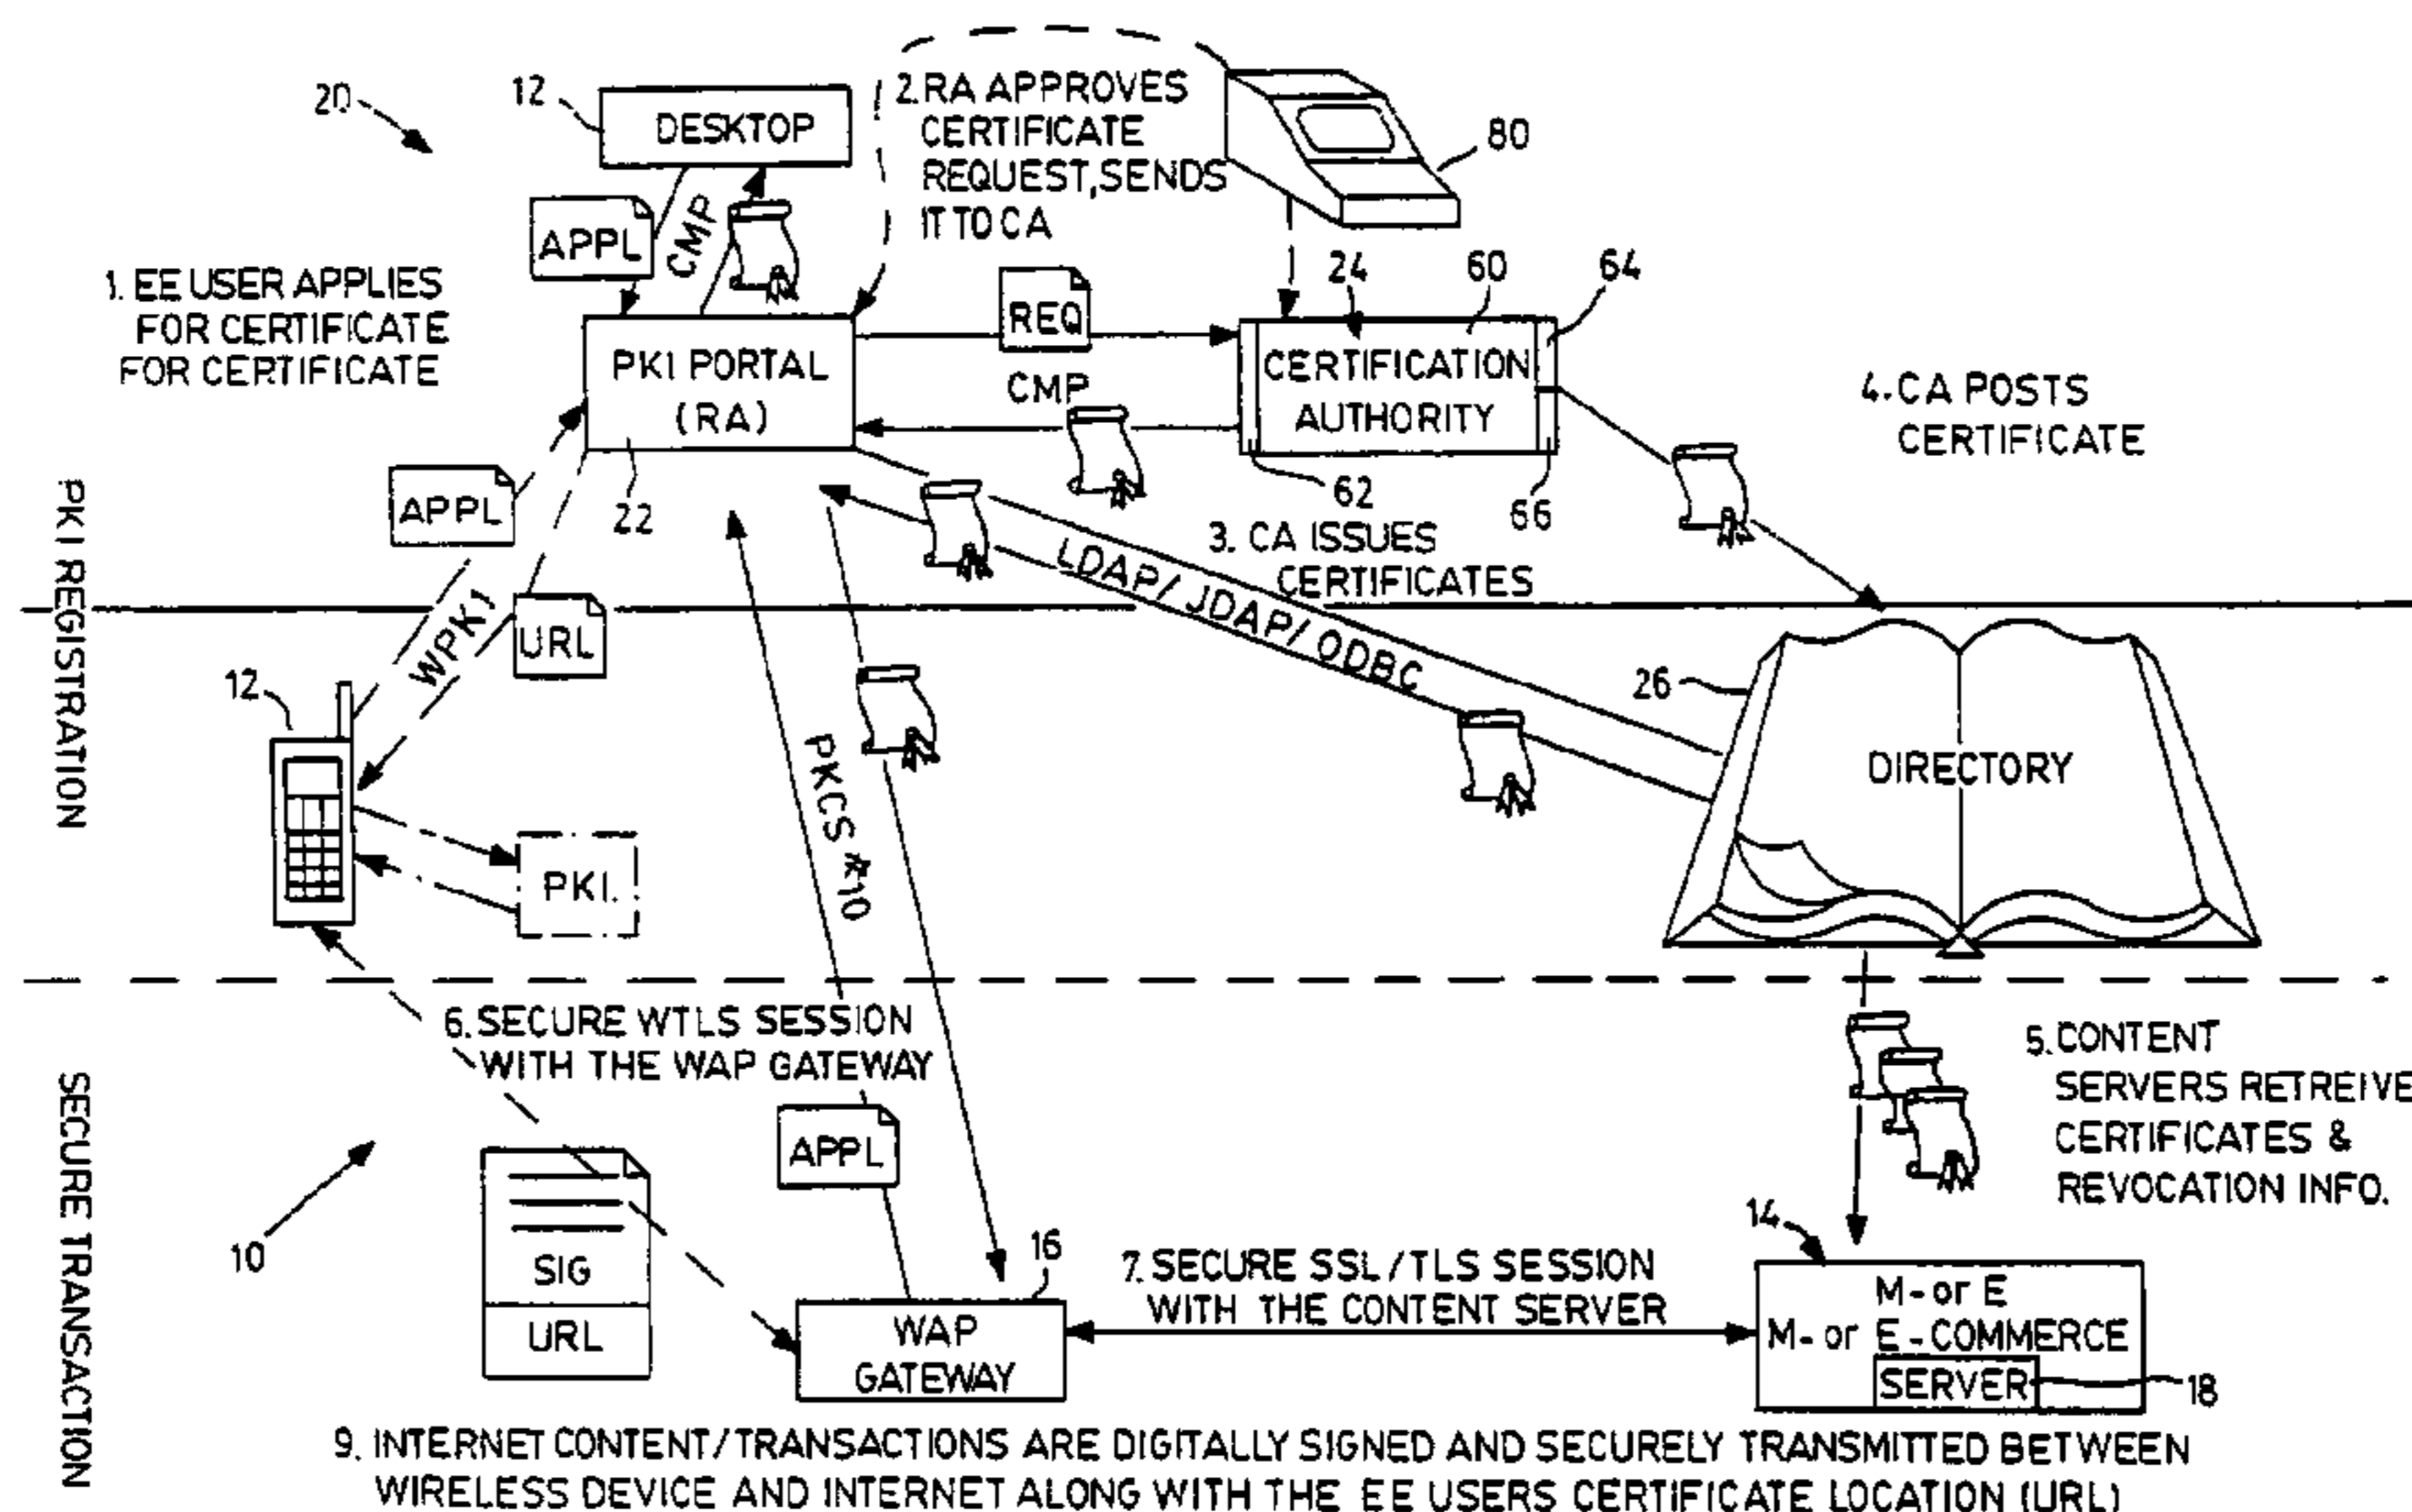 20
12
DESKTOP
2. RA APPROVES
CERTIFICATE
REQUEST, SENDS
IT TO CA
80
APPL
CMP
1. EE USER APPLIES
FOR CERTIFICATE
FOR CERTIFICATE
REQ
24
60
64
PK1 PORTAL
(RA)
CMP
CERTIFICATION
AUTHORITY
4. CA POSTS
CERTIFICATE
APPL
22
62
66
3. CA ISSUES
CERTIFICATES
LDAP/ JDAP/ ODBC
PK1 REGISTRATION
WPK1
URL
12
26
DIRECTORY
PKCS #10
PK1.
6. SECURE WTLS SESSION
WITH THE WAP GATEWAY
5. CONTENT
SERVERS RETREIVE
CERTIFICATES &
REVOCATION INFO.
SECURE TRANSACTION
10
APPL
SIG
URL
16
WAP
GATEWAY
7. SECURE SSL/TLS SESSION
WITH THE CONTENT SERVER
14
M- or E
M- or E-COMMERCE
SERVER
18
9. INTERNET CONTENT/TRANSACTIONS ARE DIGITALLY SIGNED AND SECURELY TRANSMITTED BETWEEN
WIRELESS DEVICE AND INTERNET ALONG WITH THE EE USERS CERTIFICATE LOCATION (URL)